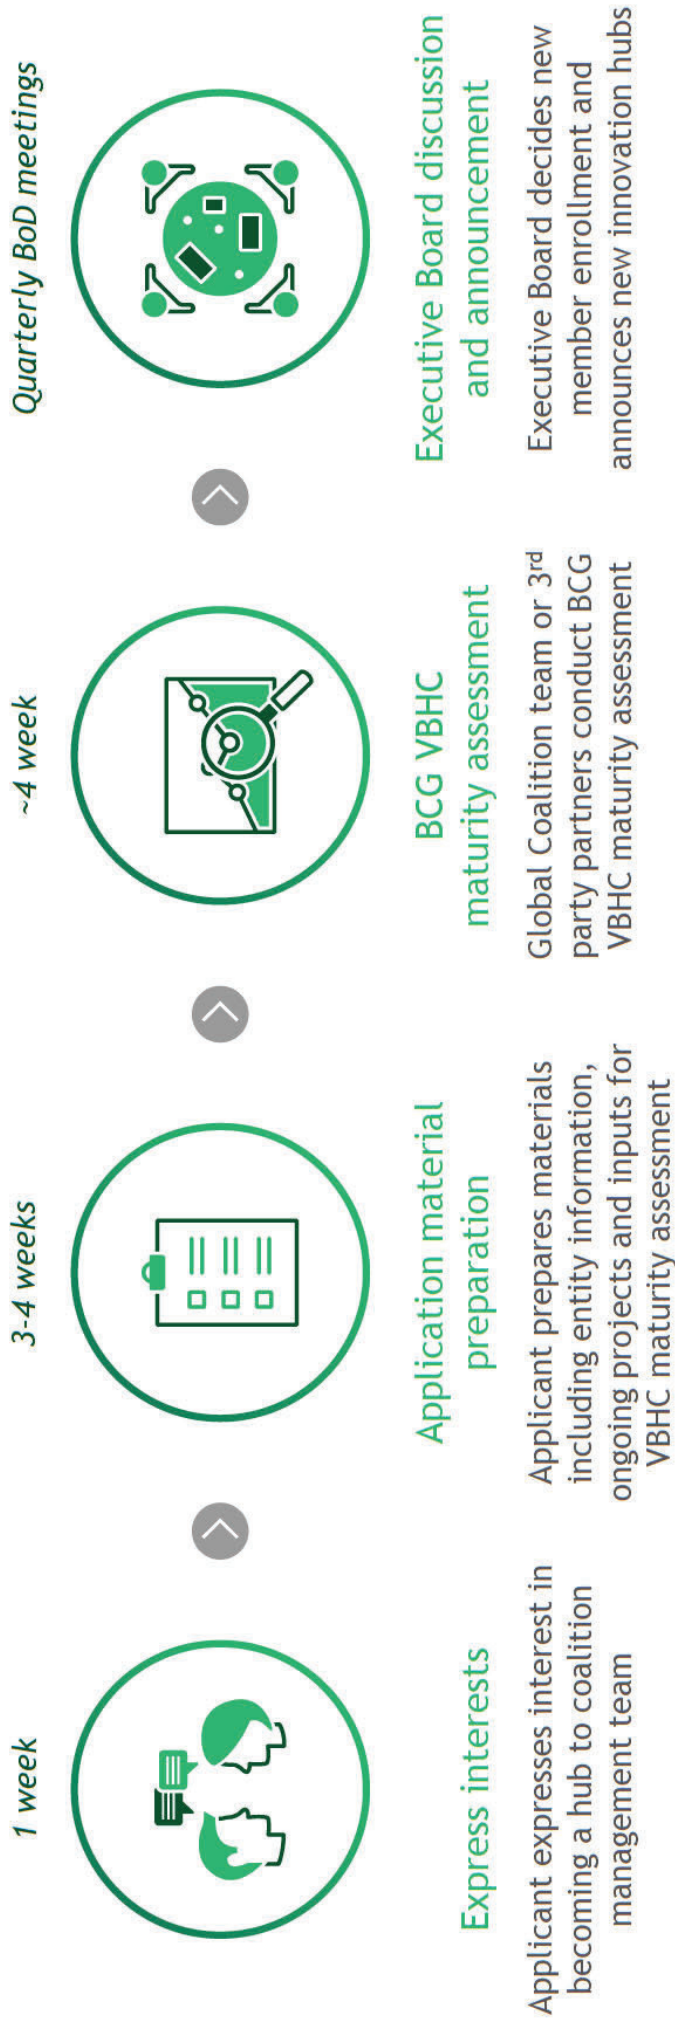 1 week
Express interests
Applicant expresses interest in
becoming a hub to coalition
management team
3-4 weeks
Application material
preparation
Applicant prepares materials
including entity information,
ongoing projects and inputs for
VBHC maturity assessment
~4 week
BCG VBHC
maturity assessment
Global Coalition team or 3rd
party partners conduct BCG
VBHC maturity assessment
Quarterly BoD meetings
Executive Board discussion
and announcement
Executive Board decides new
member enrollment and
announces new innovation hubs